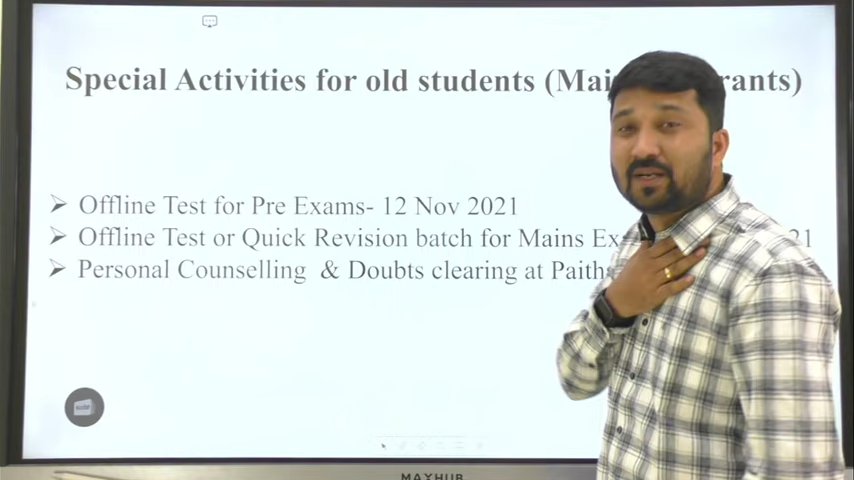 Special Activities for old students (Mai rants)
Offline Test for Pre Exams- 12 Nov 2021
Offline Test or Quick Revision batch for Mains Ex 21
Personal Counselling & Doubts clearing at Paith
MAXHUB